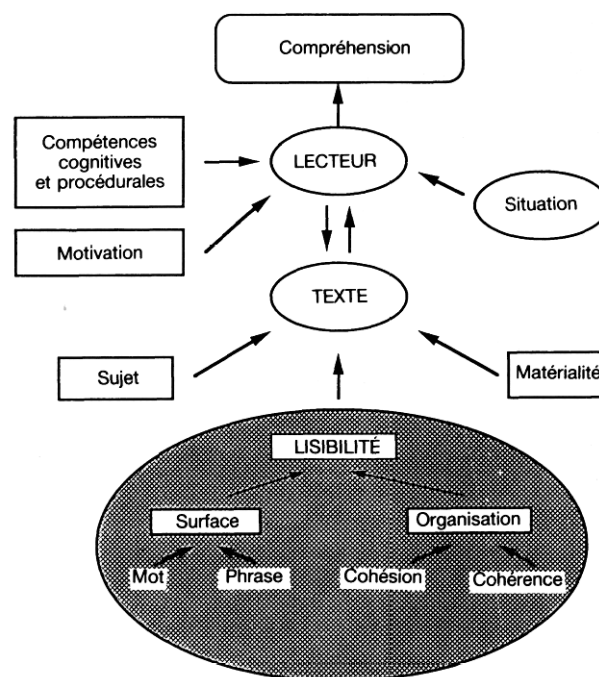 Compréhension
Compétences
cognitives
et procédurales
LECTEUR
Situation
Motivation
TEXTE
Sujet
Matérialité
LISIBILITÉ
Surface
Organisation
Mot
Phrase
Cohésion
Cohérence